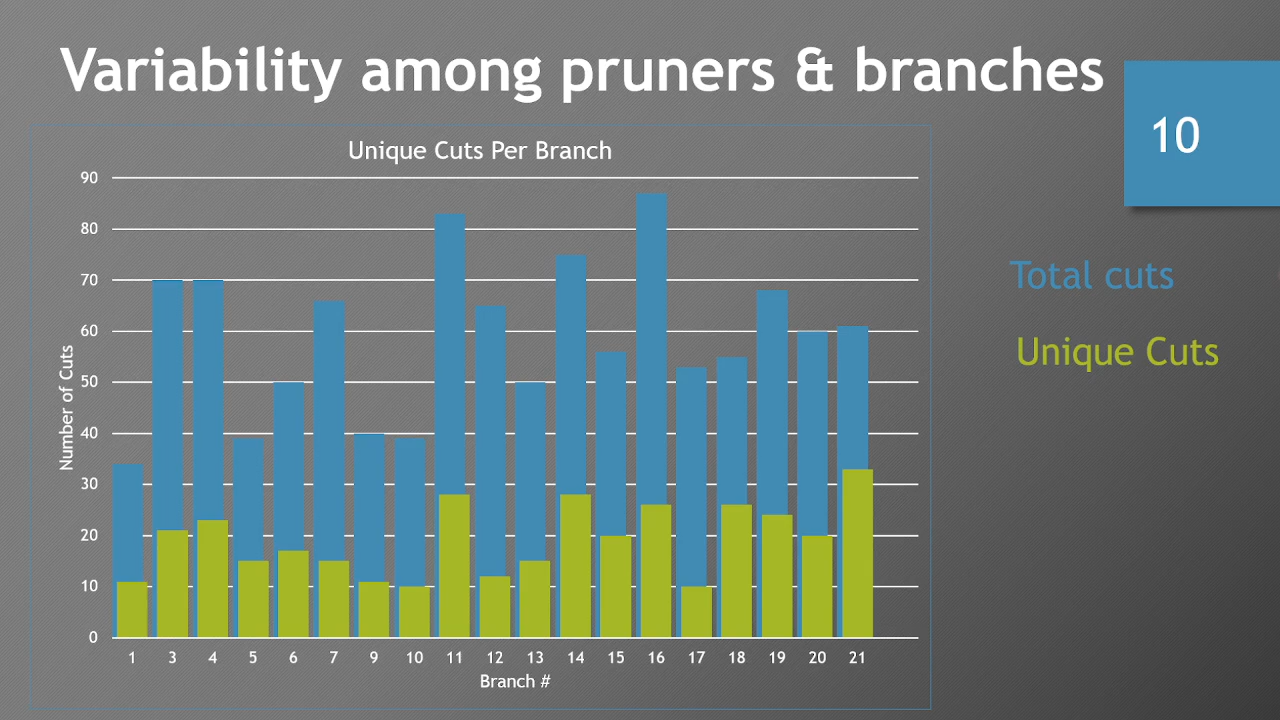 Variability among pruners & branches
10
Unique Cuts Per Branch
90
80
70
60
50
40
30
20
10
0
Number of Cuts
1 3 4 5 6 7 9 10 11 12 13 14 15 16 17 18 19 20 21
Branch #
Total cuts
Unique Cuts